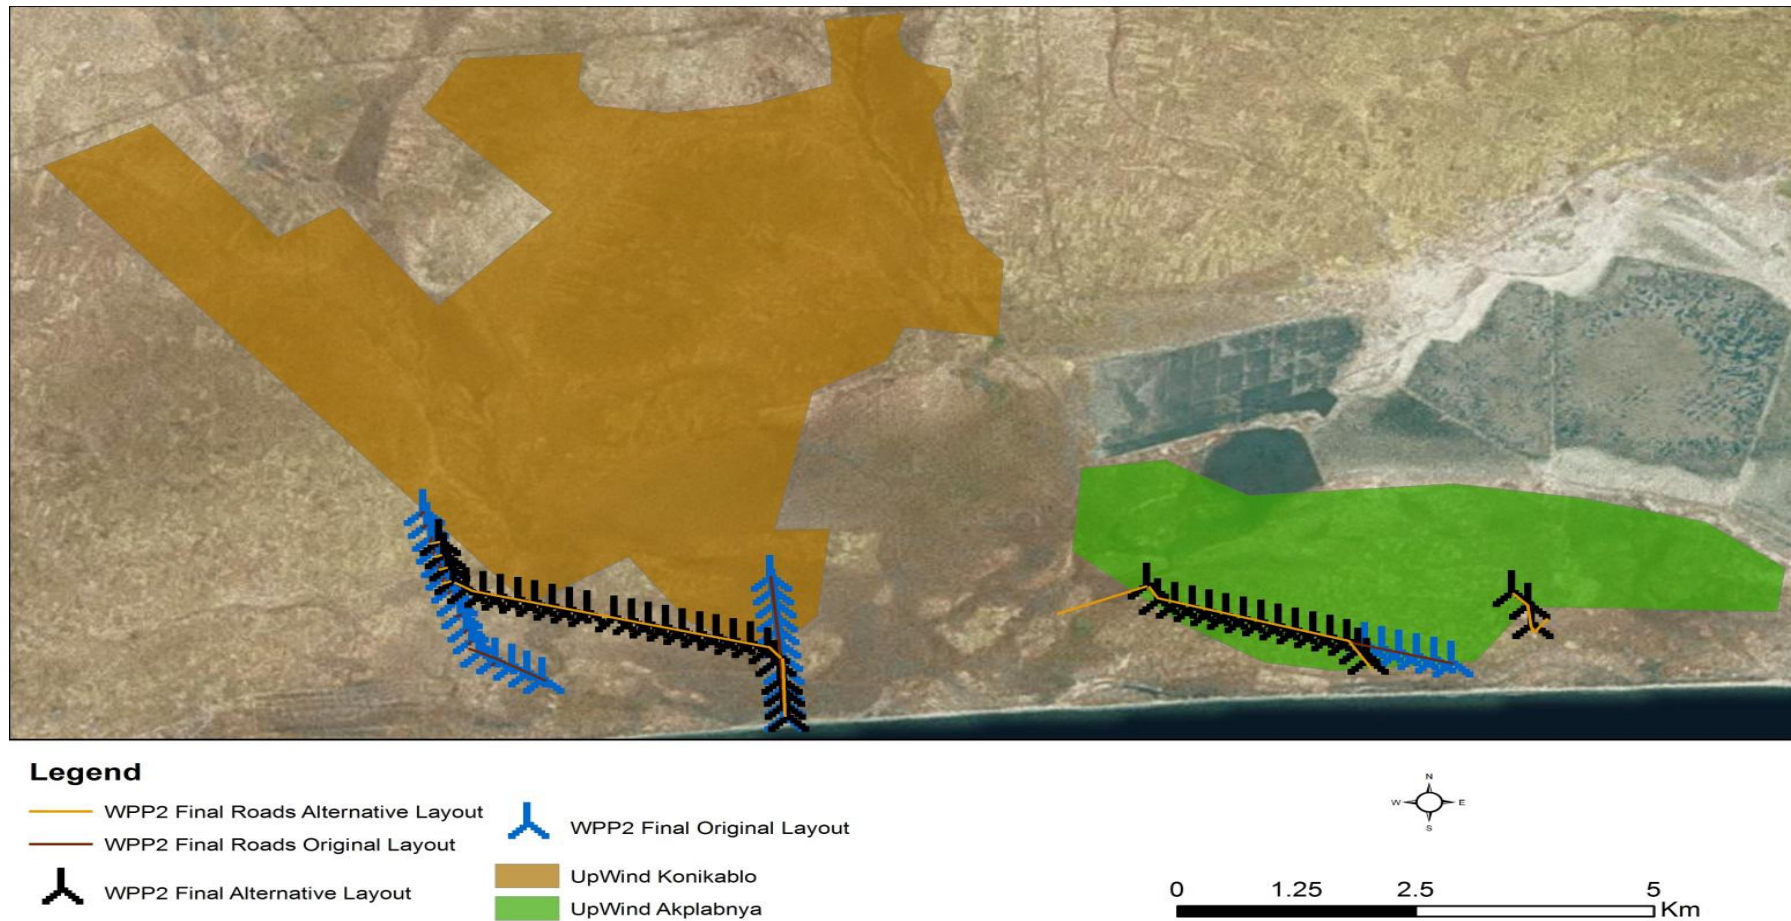 Legend
WPP2 Final Roads Alternative Layout
WPP2 Final Roads Original Layout
WPP2 Final Alternative Layout
WPP2 Final Original Layout
UpWind Konikablo
UpWind Akplabnya
N
W E
S
0 1.25 2.5 5
Km